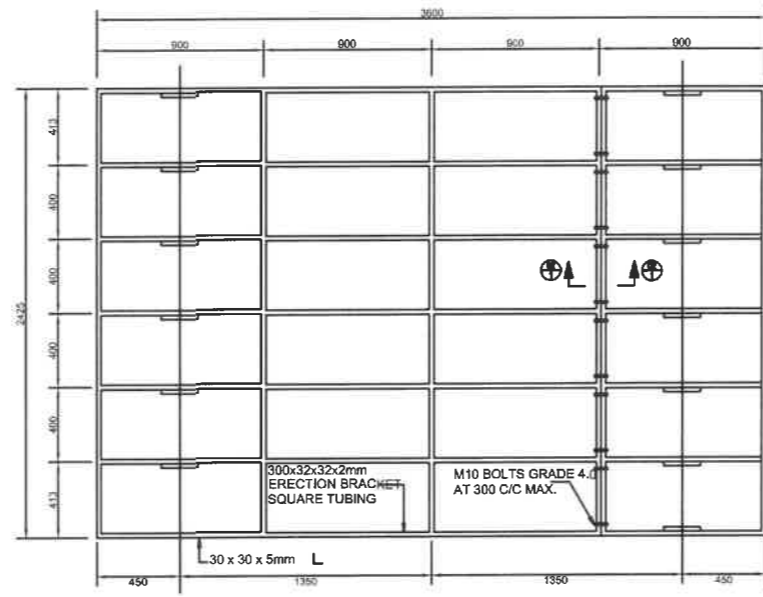 3600
900 900 900 900
413
400
400
2425
400
400
413
300x32x32x2mm
ERECTION BRACKET
SQUARE TUBING
M10 BOLTS GRADE 4.
AT 300 C/C MAX.
30 x 30 x 5mm L
450 1350 1350 450